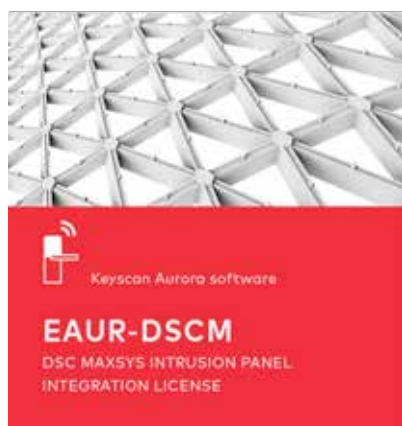 Keyscan Aurora software
EAUR-DSCM
DSC MAXSYS INTRUSION PANEL
INTEGRATION LICENSE